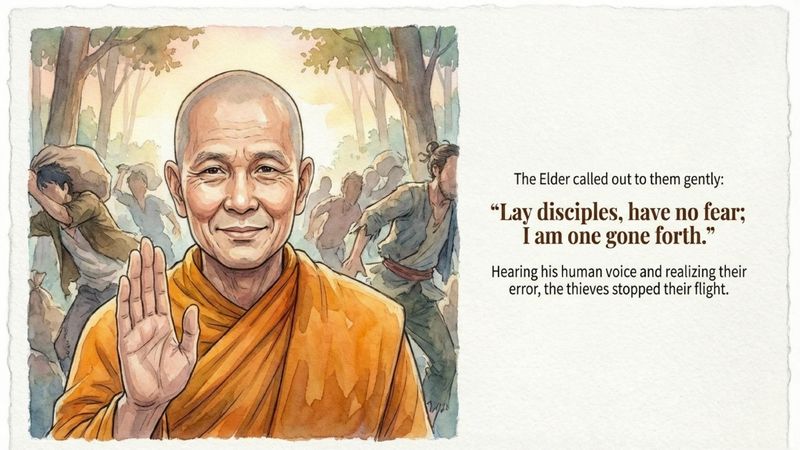 The Elder called out to them gently:
“Lay disciples, have no fear;
I am one gone forth.”
Hearing his human voice and realizing their
error, the thieves stopped their flight.